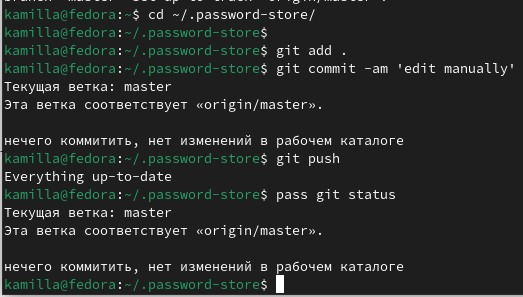 kamilla@fedora:~$ cd ~/.password-store/
kamilla@fedora:~/.password-store$
kamilla@fedora:~/.password-store$ git add .
kamilla@fedora:~/.password-store$ git commit -am 'edit manually'
Текущая ветка: master
Эта ветка соответствует «origin/master».
нечего коммитить, нет изменений в рабочем каталоге
kamilla@fedora:~/.password-store$ git push
Everything up-to-date
kamilla@fedora:~/.password-store$ pass git status
Текущая ветка: master
Эта ветка соответствует «origin/master».
нечего коммитить, нет изменений в рабочем каталоге
kamilla@fedora:~/.password-store$